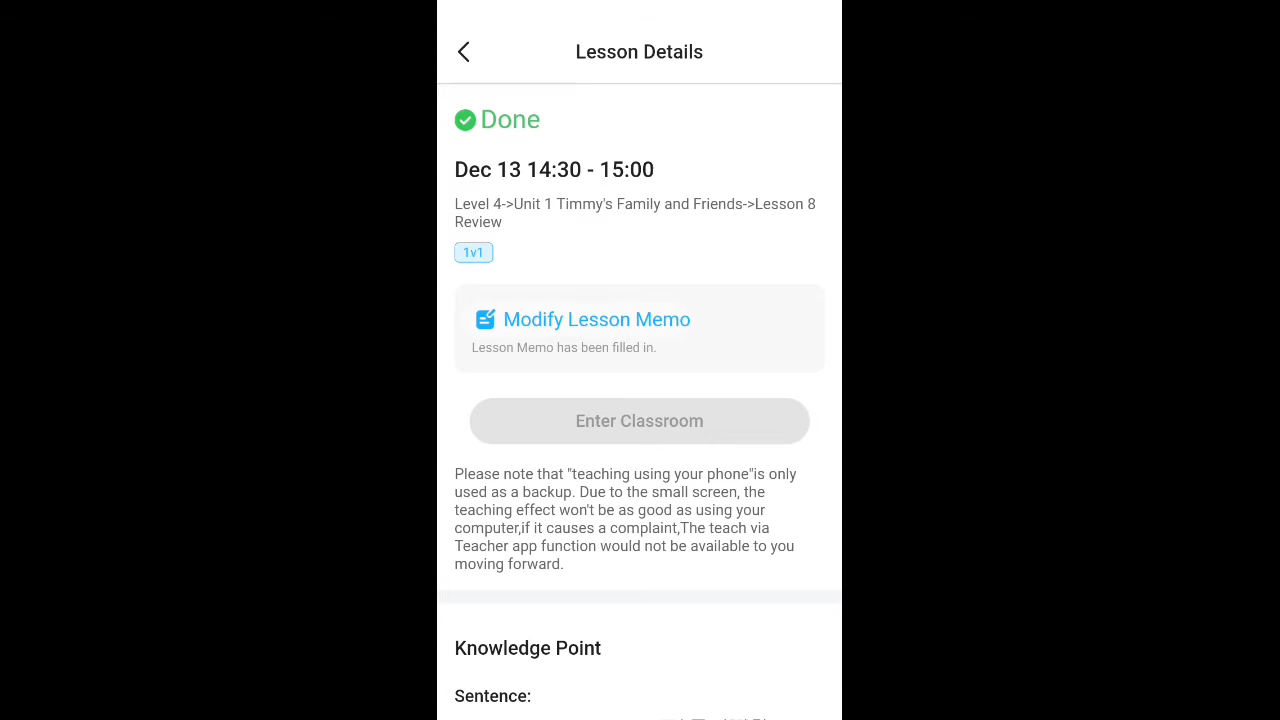 Lesson Details
Done
Dec 13 14:30 - 15:00
Level 4->Unit 1 Timmy's Family and Friends->Lesson 8
Review
1v1
Modify Lesson Memo
Lesson Memo has been filled in.
Enter Classroom
Please note that "teaching using your phone"is only
used as a backup. Due to the small screen, the
teaching effect won't be as good as using your
computer,if it causes a complaint,The teach via
Teacher app function would not be available to you
moving forward.
Knowledge Point
Sentence: